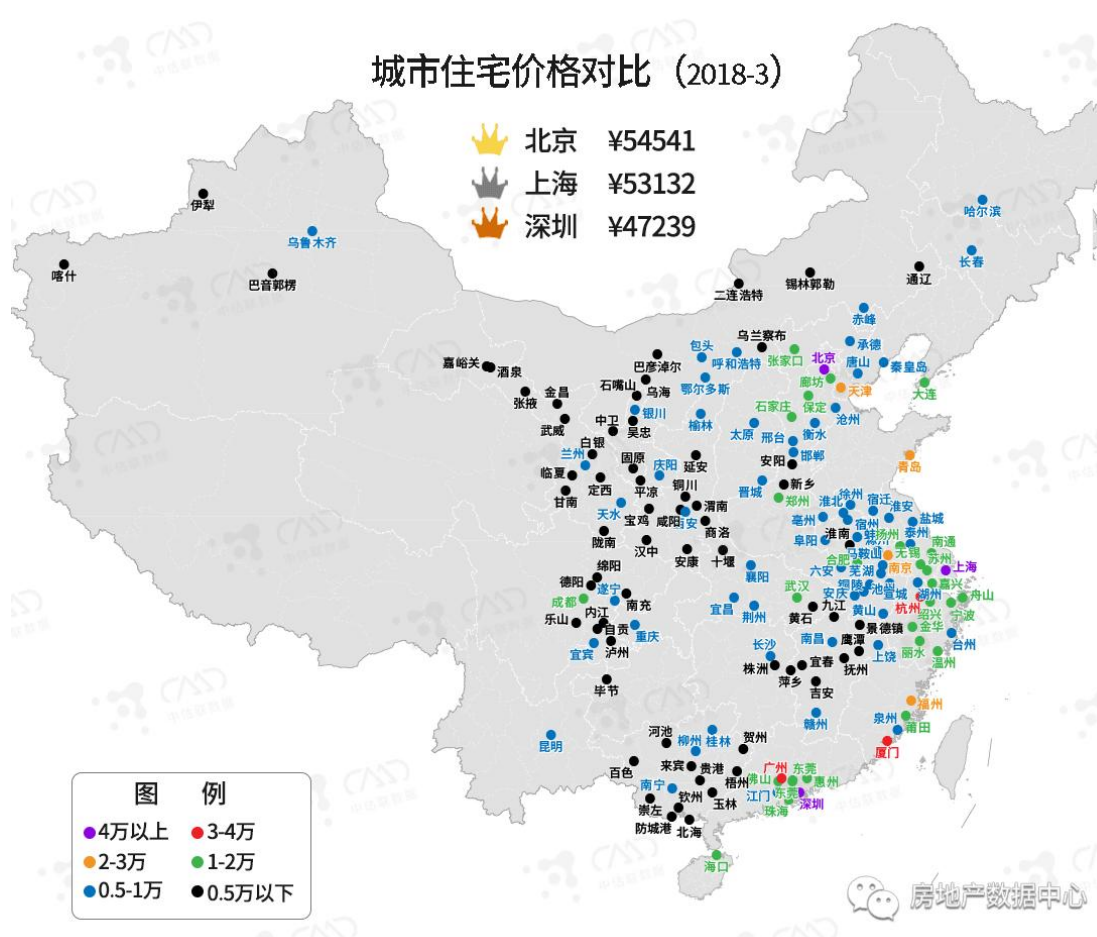 城市住宅价格对比（2018-3）
北京 ¥54541
上海 ¥53132
深圳 ¥47239
伊犁
乌鲁木齐
喀什
巴音郭楞
哈尔滨
长春
通辽
锡林郭勒
二连浩特
赤峰
乌兰察布
承德
包头
呼和浩特
张家口
北京
唐山
秦皇岛
嘉峪关
酒泉
巴彦淖尔
鄂尔多斯
廊坊
天津
大连
石嘴山
乌海
张掖
金昌
银川
榆林
石家庄
保定
沧州
武威
中卫
吴忠
太原
邢台
衡水
白银
兰州
固原
庆阳
延安
安阳
邯郸
青岛
临夏
定西
平凉
铜川
晋城
新乡
甘南
郑州
天水
宝鸡
咸阳
西安
渭南
商洛
徐州
淮北
宿迁
淮安
亳州
宿州
盐城
陇南
汉中
安康
十堰
阜阳
淮南
蚌埠
扬州
泰州
南通
滁州
马鞍山
无锡
苏州
绵阳
德阳
遂宁
襄阳
合肥
六安
芜湖
南京
上海
成都
南充
宜昌
荆州
武汉
安庆
铜陵
池州
宣城
湖州
嘉兴
杭州
舟山
乐山
内江
自贡
重庆
黄石
九江
黄山
绍兴
宁波
宜宾
泸州
长沙
南昌
景德镇
鹰潭
金华
台州
丽水
温州
株洲
萍乡
宜春
抚州
上饶
毕节
吉安
赣州
福州
泉州
莆田
厦门
昆明
河池
柳州
桂林
贺州
百色
来宾
贵港
梧州
广州
东莞
佛山
惠州
南宁
崇左
钦州
玉林
江门
东莞
深圳
珠海
防城港
北海
海口
图 例
4万以上
3-4万
2-3万
1-2万
0.5-1万
0.5万以下
房地产数据中心
CAAD
中估联数据